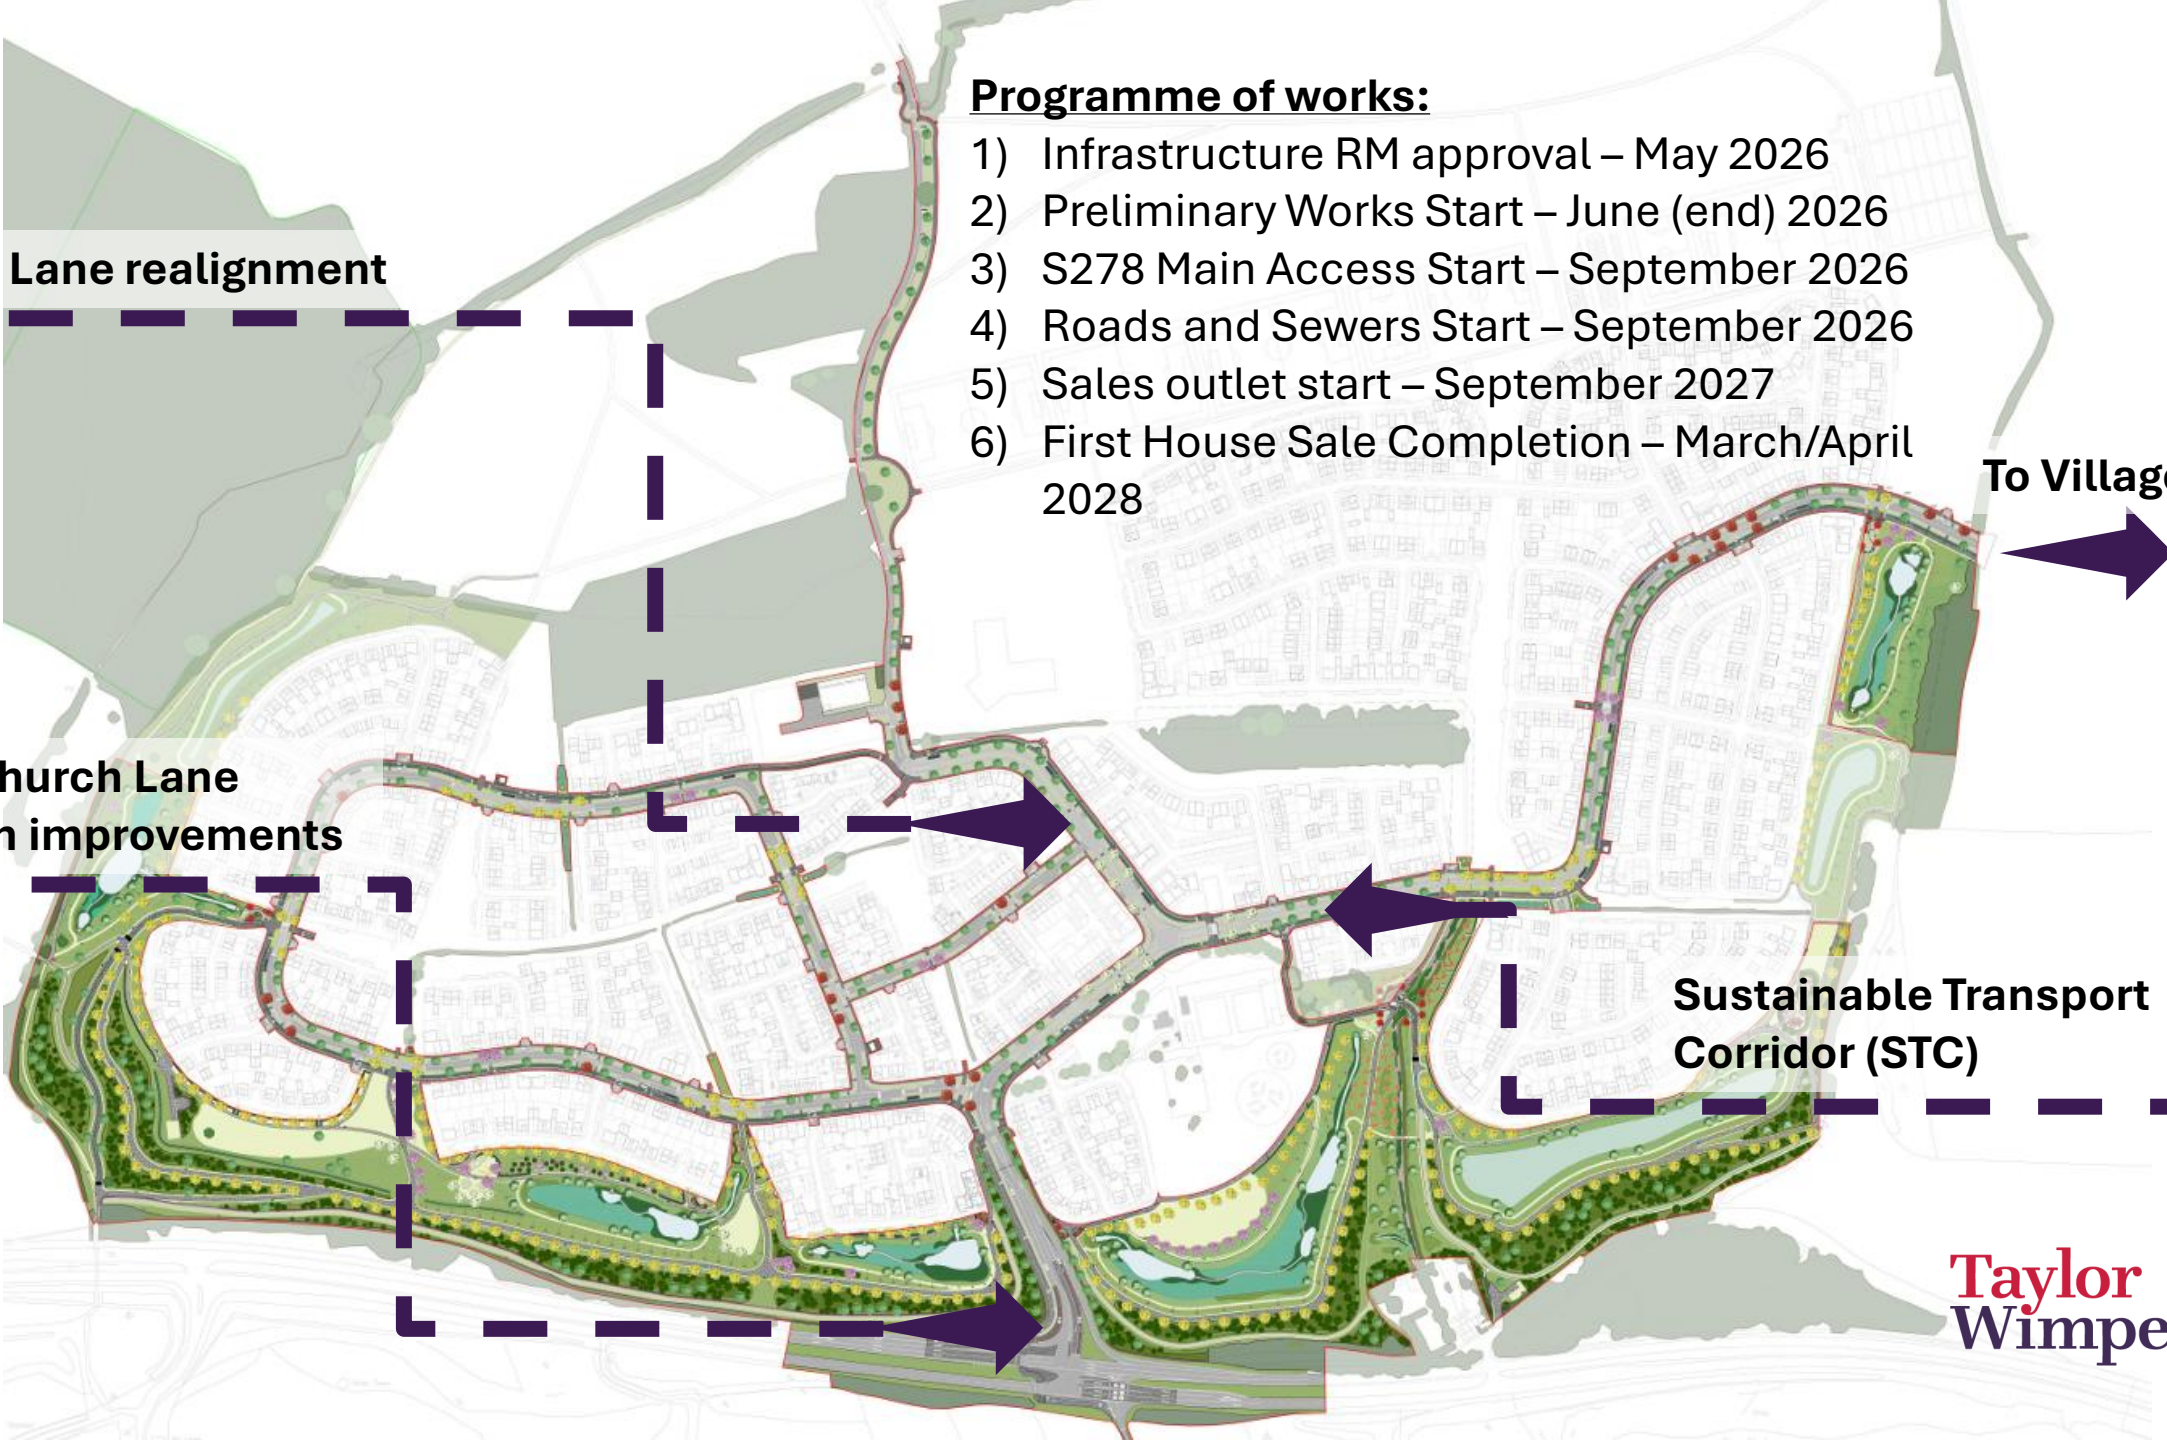 Programme of works:
1) Infrastructure RM approval – May 2026
2) Preliminary Works Start – June (end) 2026
3) S278 Main Access Start – September 2026
4) Roads and Sewers Start – September 2026
5) Sales outlet start – September 2027
6) First House Sale Completion – March/April
2028
Lane realignment
To Village
hurch Lane
n improvements
Sustainable Transport
Corridor (STC)
Taylor
Wimpe